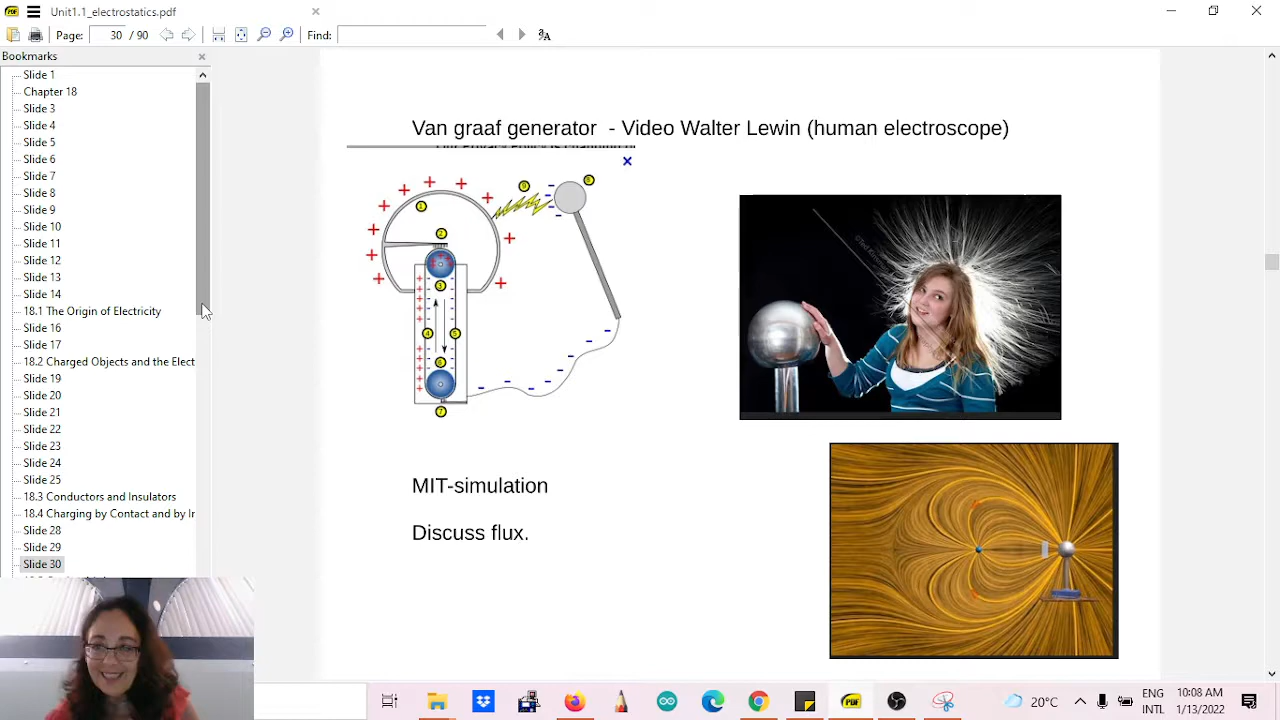 Unit1.1_electrostatics.pdf
Page: 30 / 90 Find:
Bookmarks
Slide 1
Chapter 18
Slide 3
Slide 4
Slide 5
Slide 6
Slide 7
Slide 8
Slide 9
Slide 10
Slide 11
Slide 12
Slide 13
Slide 14
18.1 The Origin of Electricity
Slide 16
Slide 17
18.2 Charged Objects and the Elect
Slide 19
Slide 20
Slide 21
Slide 22
Slide 23
Slide 24
Slide 25
18.3 Conductors and Insulators
18.4 Charging by Contact and by In
Slide 28
Slide 29
Slide 30
Van graaf generator - Video Walter Lewin (human electroscope)
MIT-simulation
Discuss flux.
20°C
ENG
INTL
1/13/2022